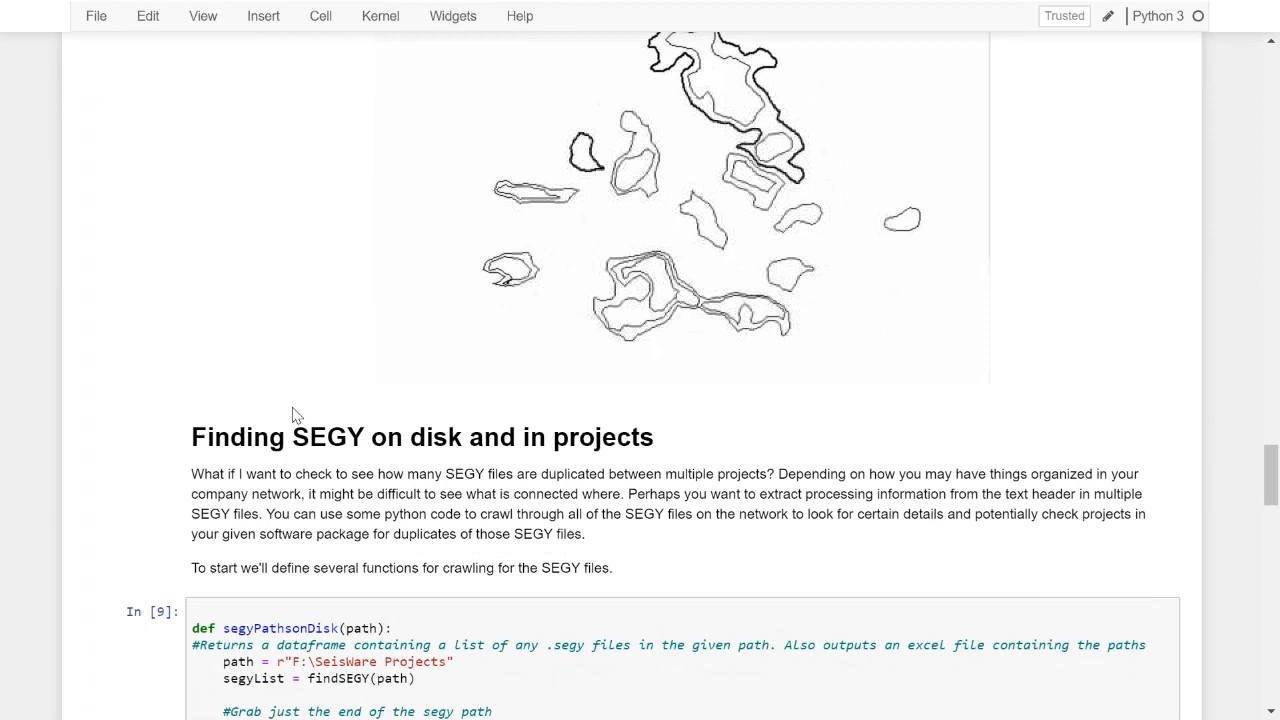 File Edit View Insert Cell Kernel Widgets Help Trusted Python 3
Finding SEGY on disk and in projects
What if I want to check to see how many SEGY files are duplicated between multiple projects? Depending on how you may have things organized in your
company network, it might be difficult to see what is connected where. Perhaps you want to extract processing information from the text header in multiple
SEGY files. You can use some python code to crawl through all of the SEGY files on the network to look for certain details and potentially check projects in
your given software package for duplicates of those SEGY files.
To start we'll define several functions for crawling for the SEGY files.
In [9]:
def segyPathsonDisk(path):
#Returns a dataframe containing a list of any .segy files in the given path. Also outputs an excel file containing the paths
path = r"F:\SeisWare Projects"
segyList = findSEGY(path)
#Grab just the end of the segy path